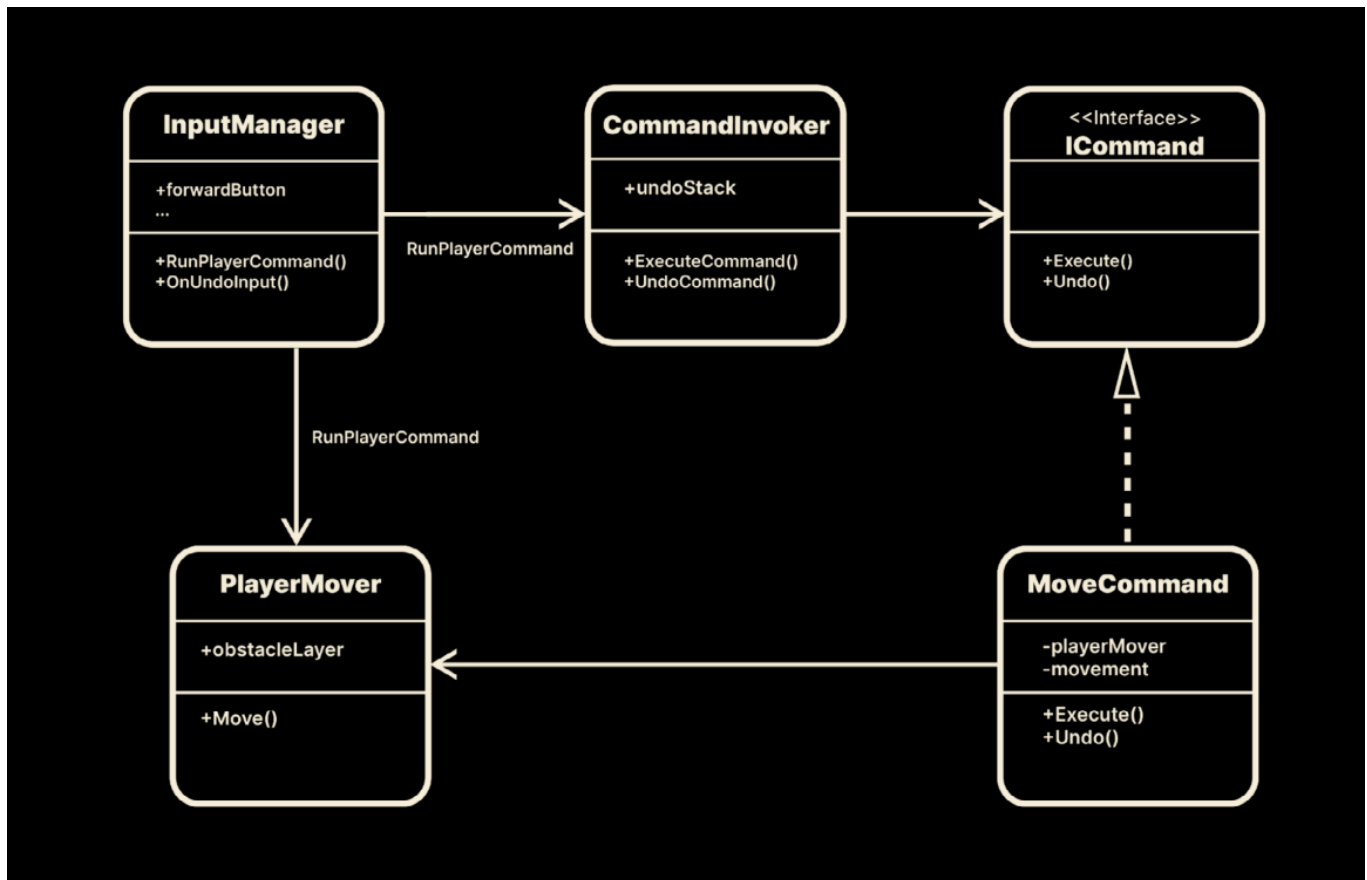 InputManager
+forwardButton
...
+RunPlayerCommand()
+OnUndoInput()
RunPlayerCommand
CommandInvoker
+undoStack
+ExecuteCommand()
+UndoCommand()
<<Interface>>
ICommand
+Execute()
+Undo()
RunPlayerCommand
PlayerMover
+obstacleLayer
+Move()
MoveCommand
-playerMover
-movement
+Execute()
+Undo()